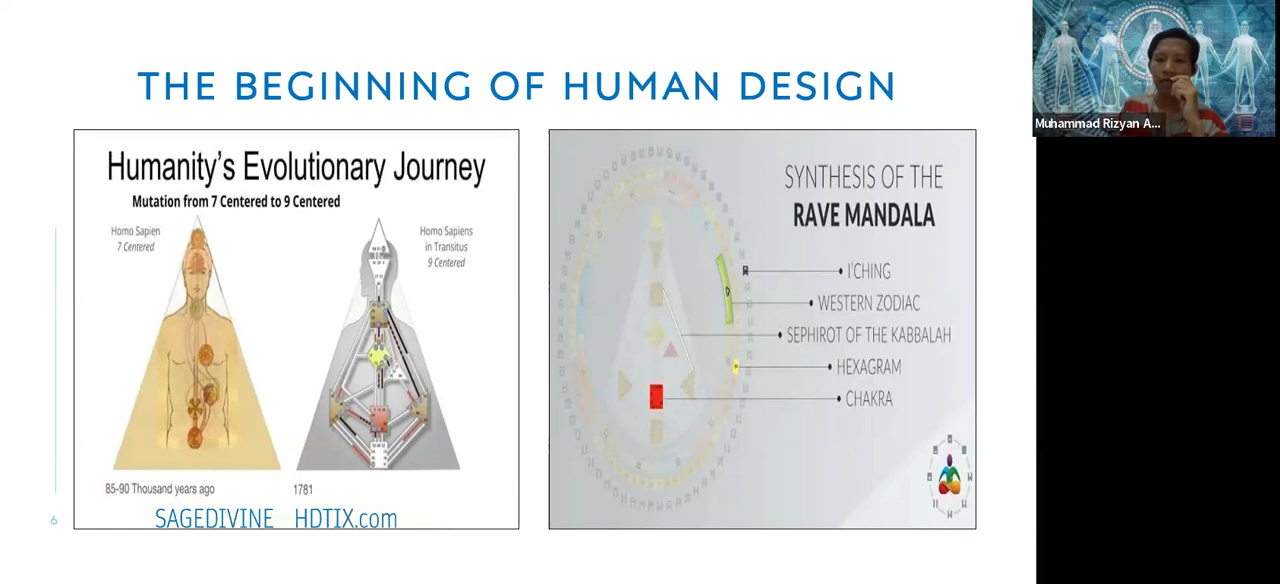 THE BEGINNING OF HUMAN DESIGN
Humanity's Evolutionary Journey
Mutation from 7 Centered to 9 Centered
Homo Sapien
7 Centered
Homo Sapiens
in Transitus
9 Centered
85-90 Thousand years ago
1781
SAGEDIVINE HDTIX.com
6
SYNTHESIS OF THE
RAVE MANDALA
I'CHING
WESTERN ZODIAC
SEPHIROT OF THE KABBALAH
HEXAGRAM
CHAKRA
Muhammad Rizyan A...